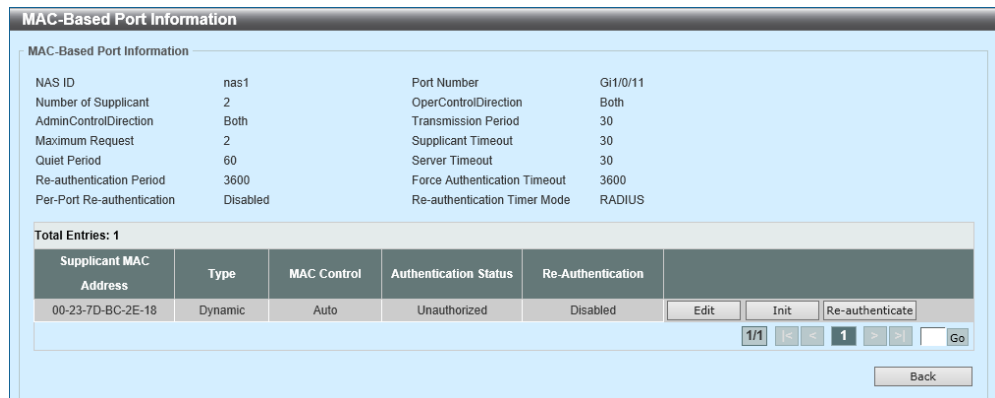 MAC-Based Port Information
MAC-Based Port Information
NAS ID nas1 Port Number Gi1/0/11
Number of Supplicant 2 OperControlDirection Both
AdminControlDirection Both Transmission Period 30
Maximum Request 2 Supplicant Timeout 30
Quiet Period 60 Server Timeout 30
Re-authentication Period 3600 Force Authentication Timeout 3600
Per-Port Re-authentication Disabled Re-authentication Timer Mode RADIUS
Total Entries: 1
Supplicant MAC
Address Type MAC Control Authentication Status Re-Authentication
00-23-7D-BC-2E-18 Dynamic Auto Unauthorized Disabled Edit Init Re-authenticate
1/1 |< < 1 > >| Go
Back